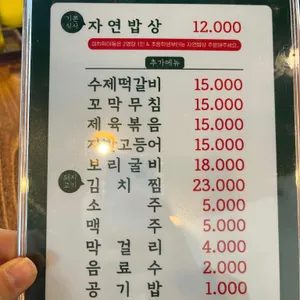 기본식사 자연밥상 12.000
추가메뉴
수제떡갈비 15.000
꼬막무침 15.000
제육볶음 15.000
자반고등어 15.000
보리굴비 18.000
김치찜 23.000
소주 5.000
맥주 5.000
막걸리 4.000
음료수 2.000
공기밥 1.000